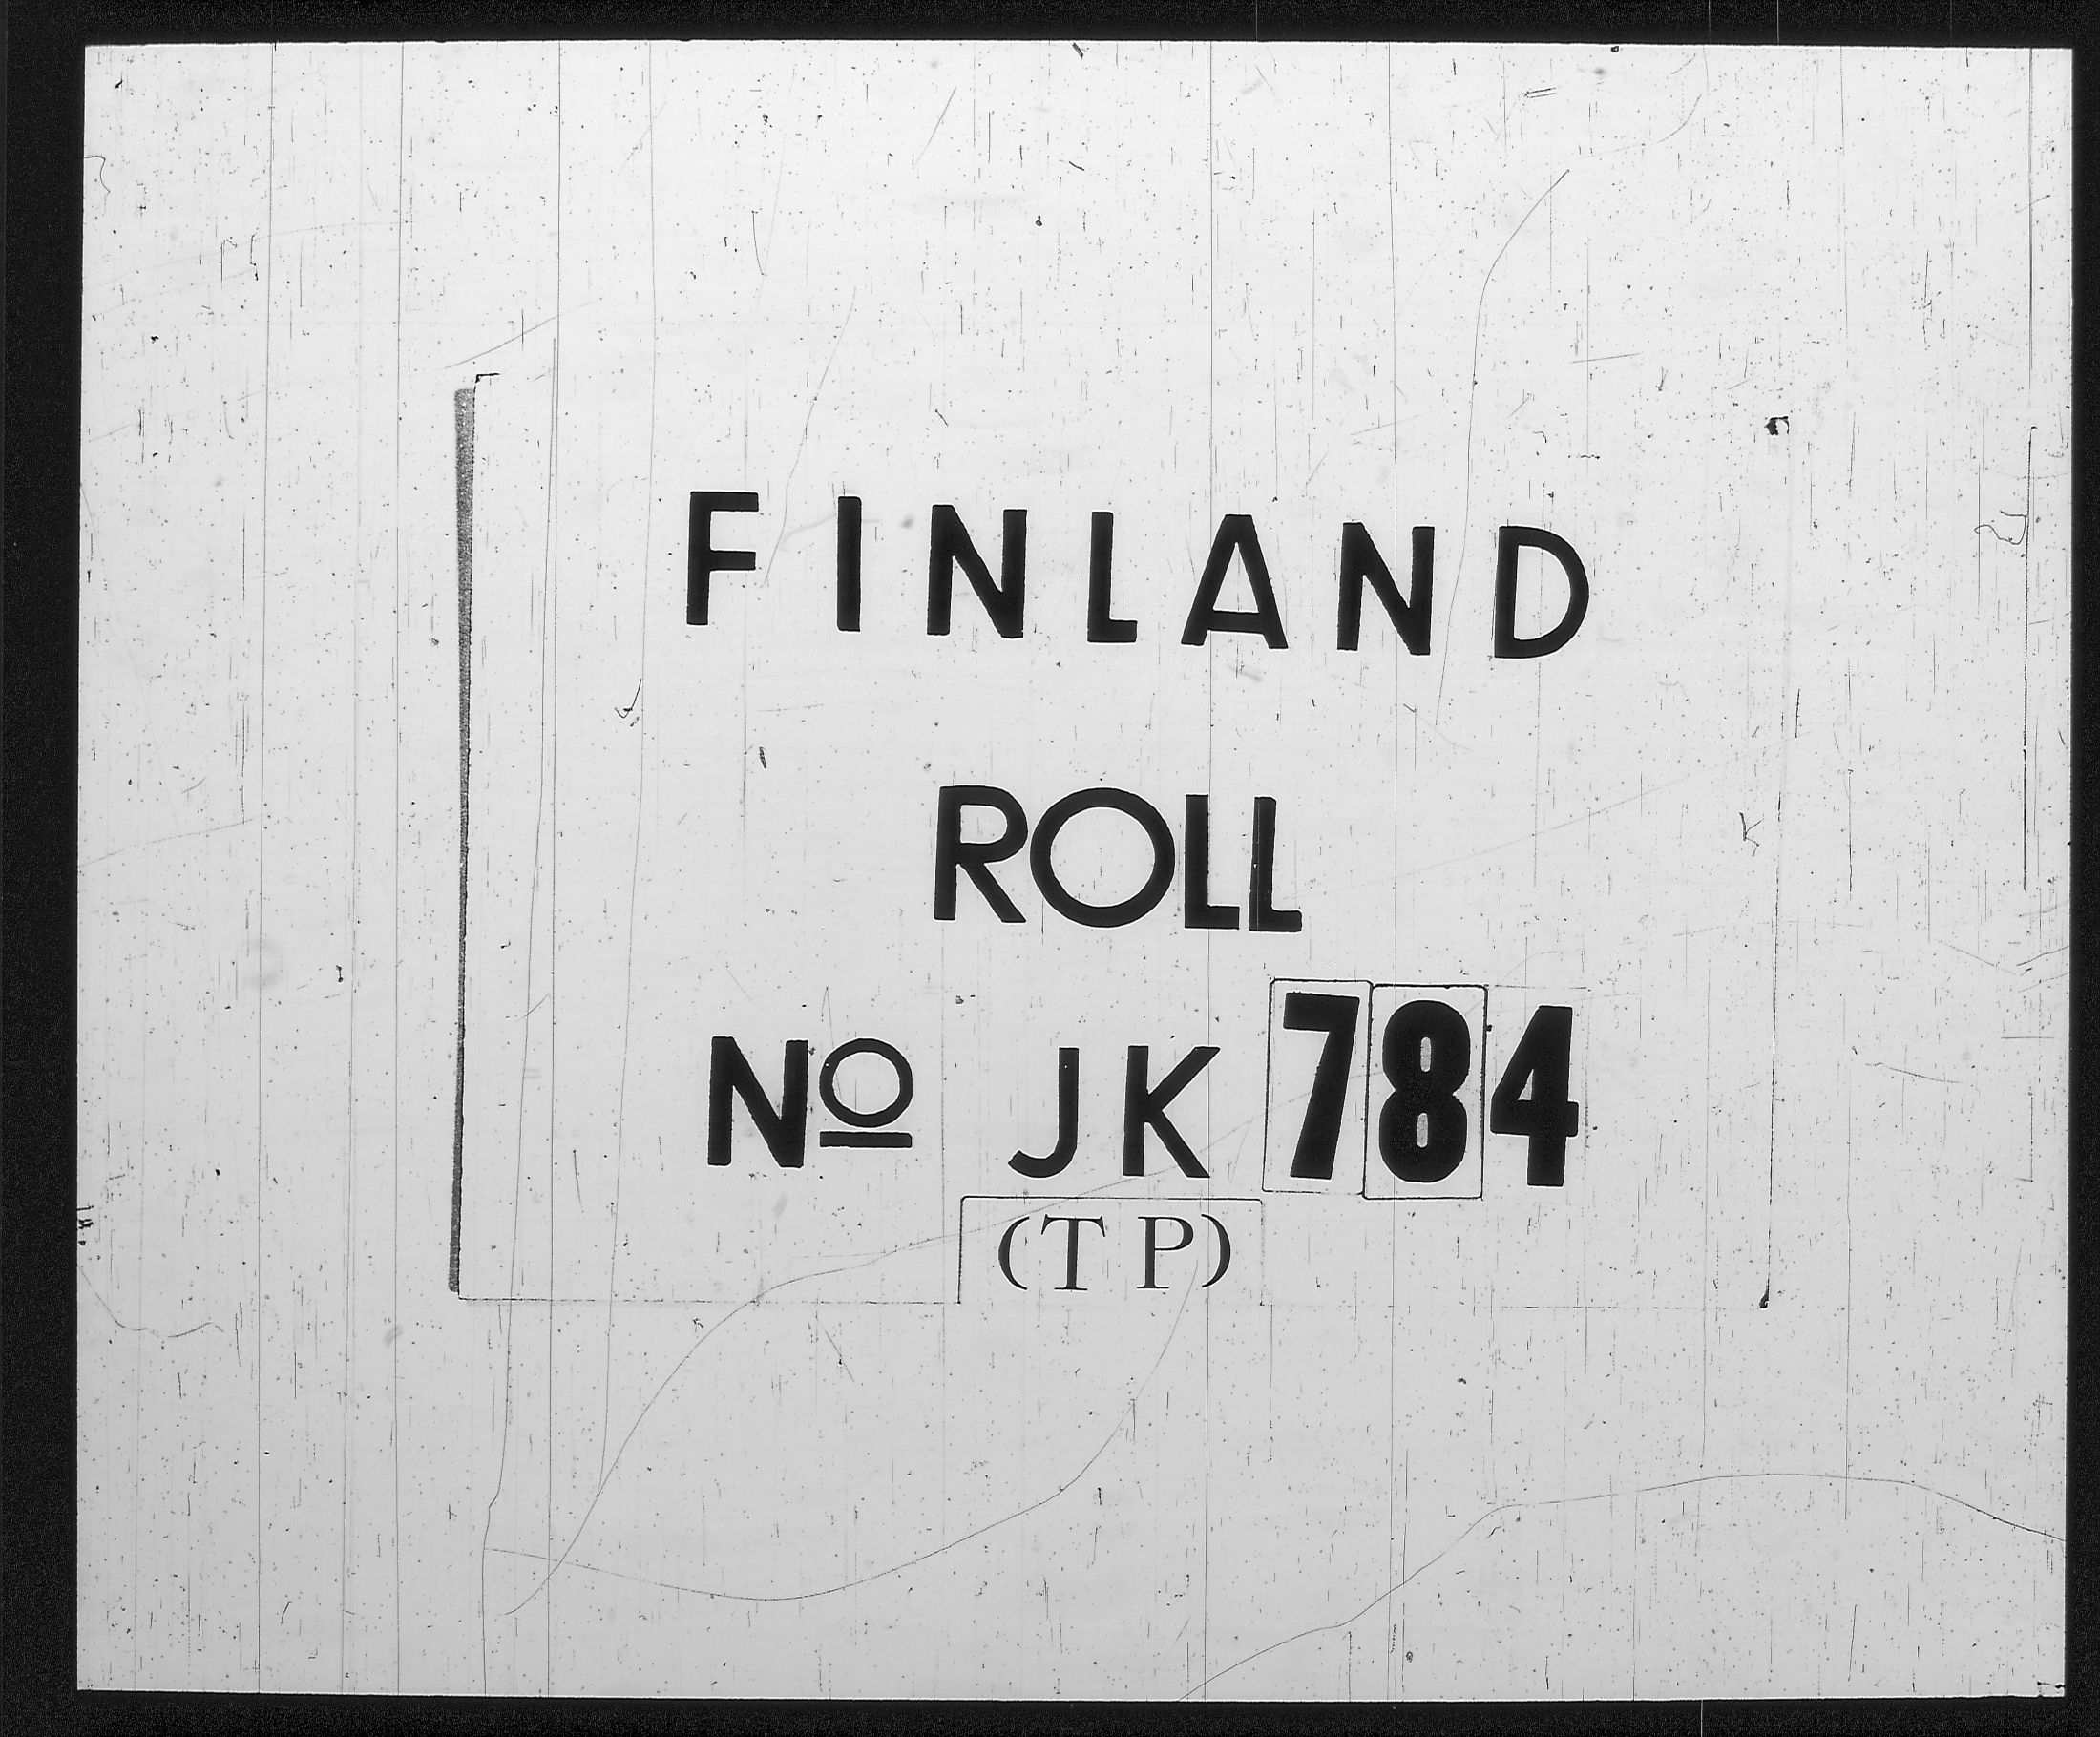 FINLAND
ROLL
Nº JK 784
(TP)